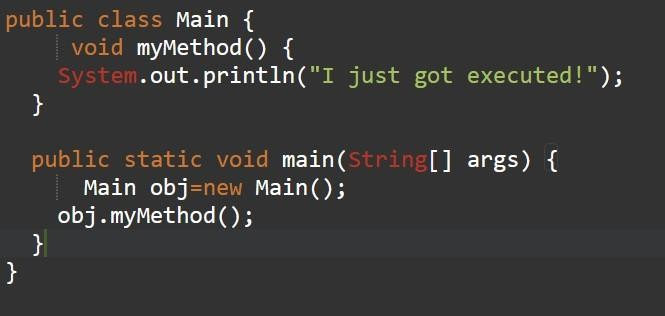 public class Main {
void myMethod() {
System.out.println("I just got executed!");
}
public static void main(String[] args) {
Main obj=new Main();
obj.myMethod();
}
}